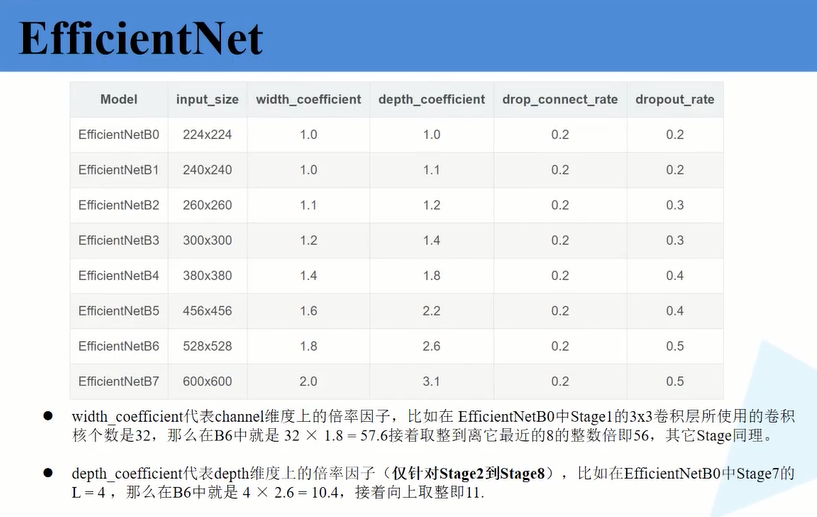 EfficientNet
Model input_size width_coefficient depth_coefficient drop_connect_rate dropout_rate
EfficientNetB0 224x224 1.0 1.0 0.2 0.2
EfficientNetB1 240x240 1.0 1.1 0.2 0.2
EfficientNetB2 260x260 1.1 1.2 0.2 0.3
EfficientNetB3 300x300 1.2 1.4 0.2 0.3
EfficientNetB4 380x380 1.4 1.8 0.2 0.4
EfficientNetB5 456x456 1.6 2.2 0.2 0.4
EfficientNetB6 528x528 1.8 2.6 0.2 0.5
EfficientNetB7 600x600 2.0 3.1 0.2 0.5
● width_coefficient代表channel维度上的倍率因子，比如在 EfficientNetB0中Stage1的3x3卷积层所使用的卷积
核个数是32，那么在B6中就是 32 × 1.8 = 57.6接着取整到离它最近的8的整数倍即56，其它Stage同理。
● depth_coefficient代表depth维度上的倍率因子（仅针对Stage2到Stage8），比如在EfficientNetB0中Stage7的
L = 4 ，那么在B6中就是 4 × 2.6 = 10.4，接着向上取整即11.